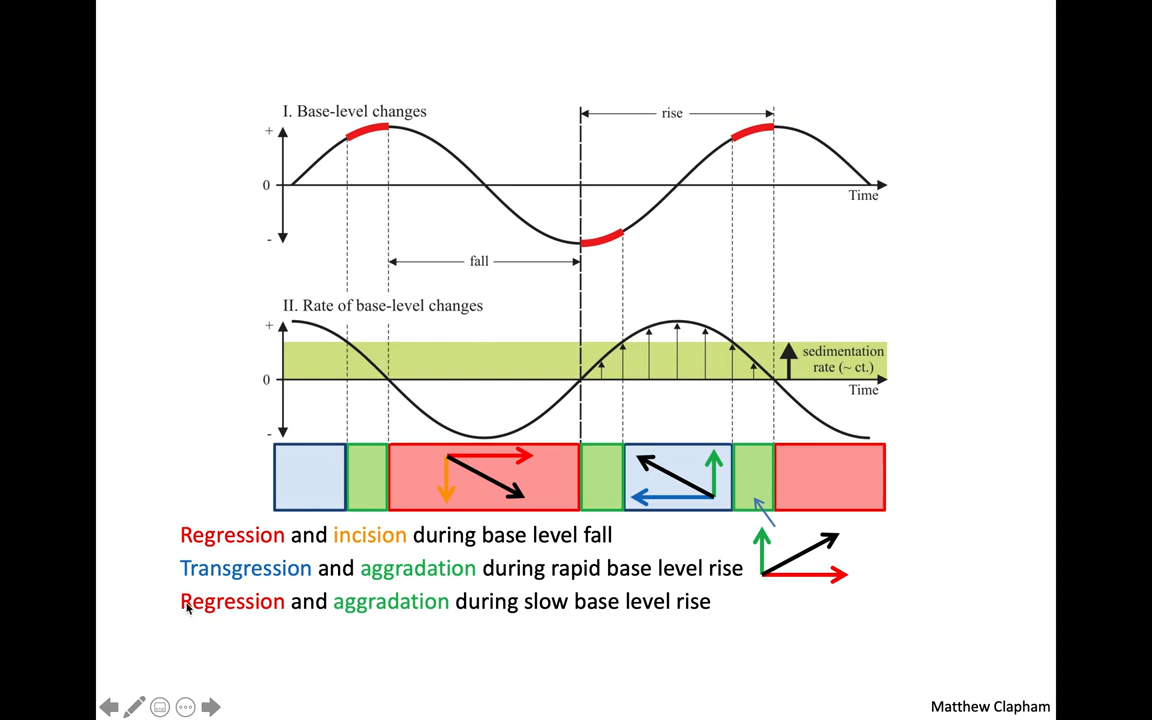 I. Base-level changes
rise
+
0
Time
-
fall
II. Rate of base-level changes
+
sedimentation
rate (~ ct.)
0
Time
-
Regression and incision during base level fall
Transgression and aggradation during rapid base level rise
Regression and aggradation during slow base level rise
Matthew Clapham